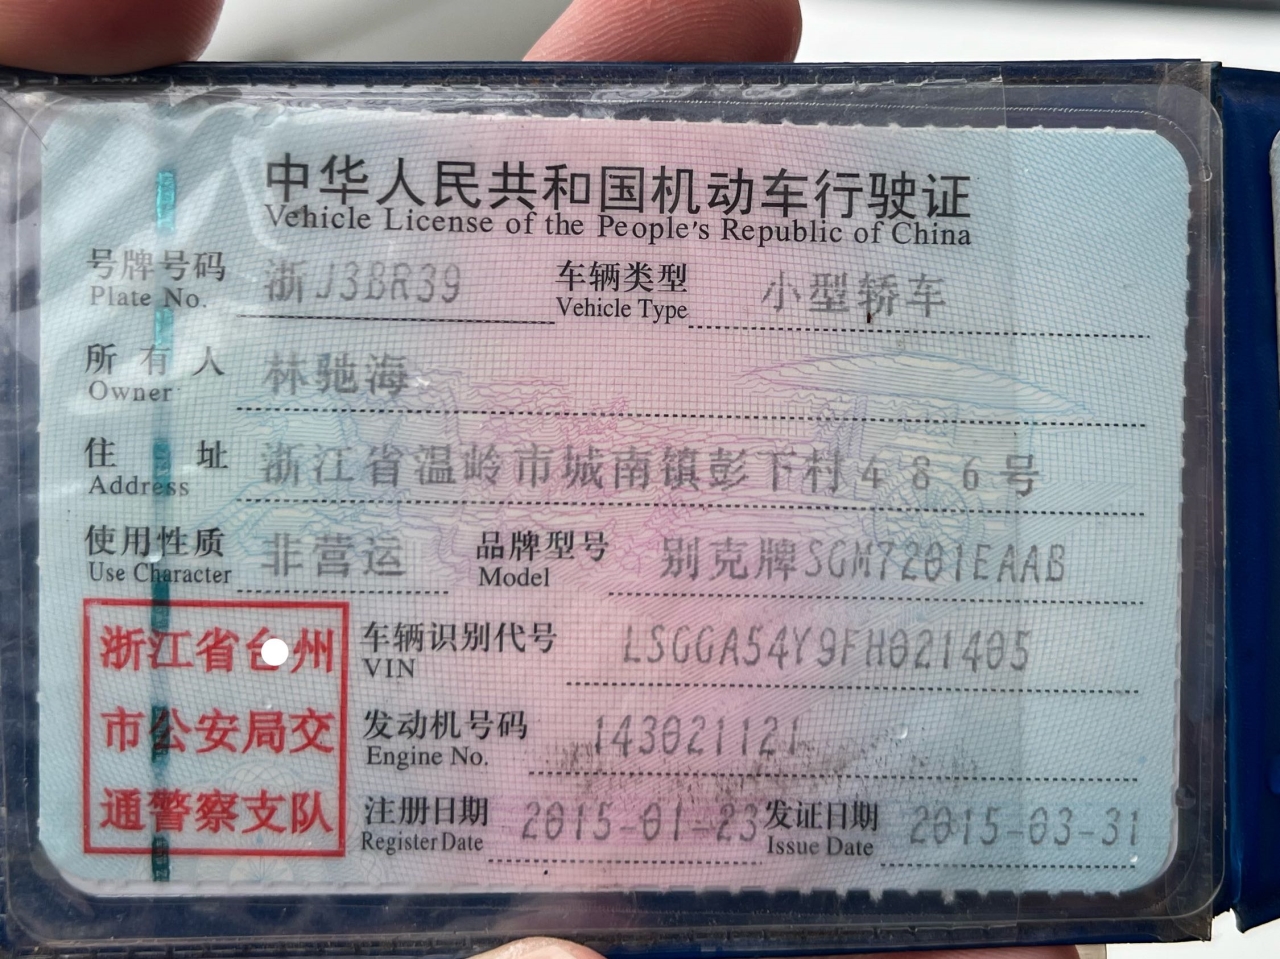 中华人民共和国机动车行驶证
Vehicle License of the People's Republic of China
号牌号码 浙J3BR39 车辆类型 小型轿车
Plate No. Vehicle Type
所有人 林驰海
Owner
住址 浙江省温岭市城南镇彭下村486号
Address
使用性质 非营运 品牌型号 别克牌SGM7201EAAB
Use Character Model
浙江省台州
市公安局交
通警察支队
车辆识别代号 LSGGA54Y9FH021405
VIN
发动机号码 143021121
Engine No.
注册日期 2015-01-23 发证日期 2015-03-31
Register Date Issue Date